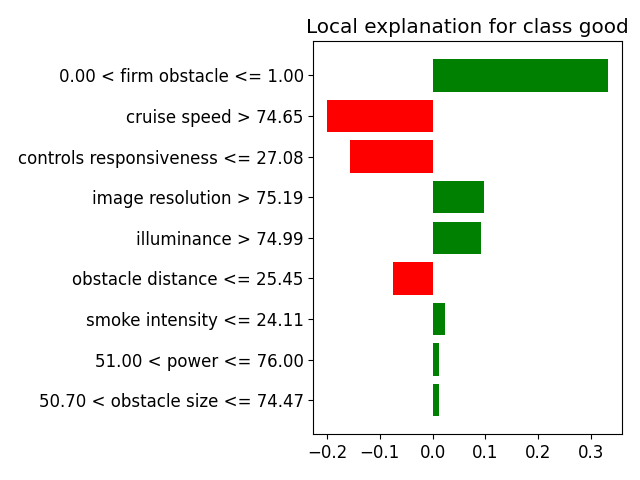 Local explanation for class good
0.00 < firm obstacle <= 1.00
cruise speed > 74.65
controls responsiveness <= 27.08
image resolution > 75.19
illuminance > 74.99
obstacle distance <= 25.45
smoke intensity <= 24.11
51.00 < power <= 76.00
50.70 < obstacle size <= 74.47
−0.2 −0.1 0.0 0.1 0.2 0.3